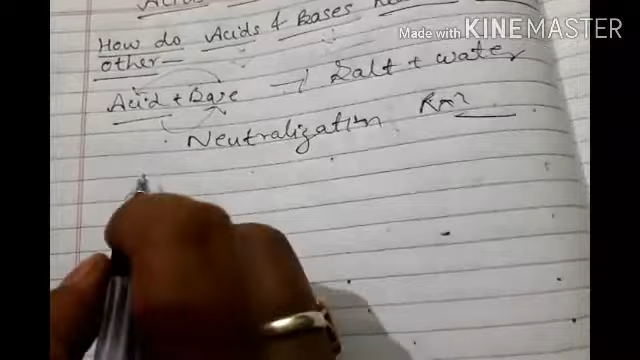 How do Acids & Bases
Made with KINEMASTER
other—
Acid + Base → Salt + water
Neutralization Rxn